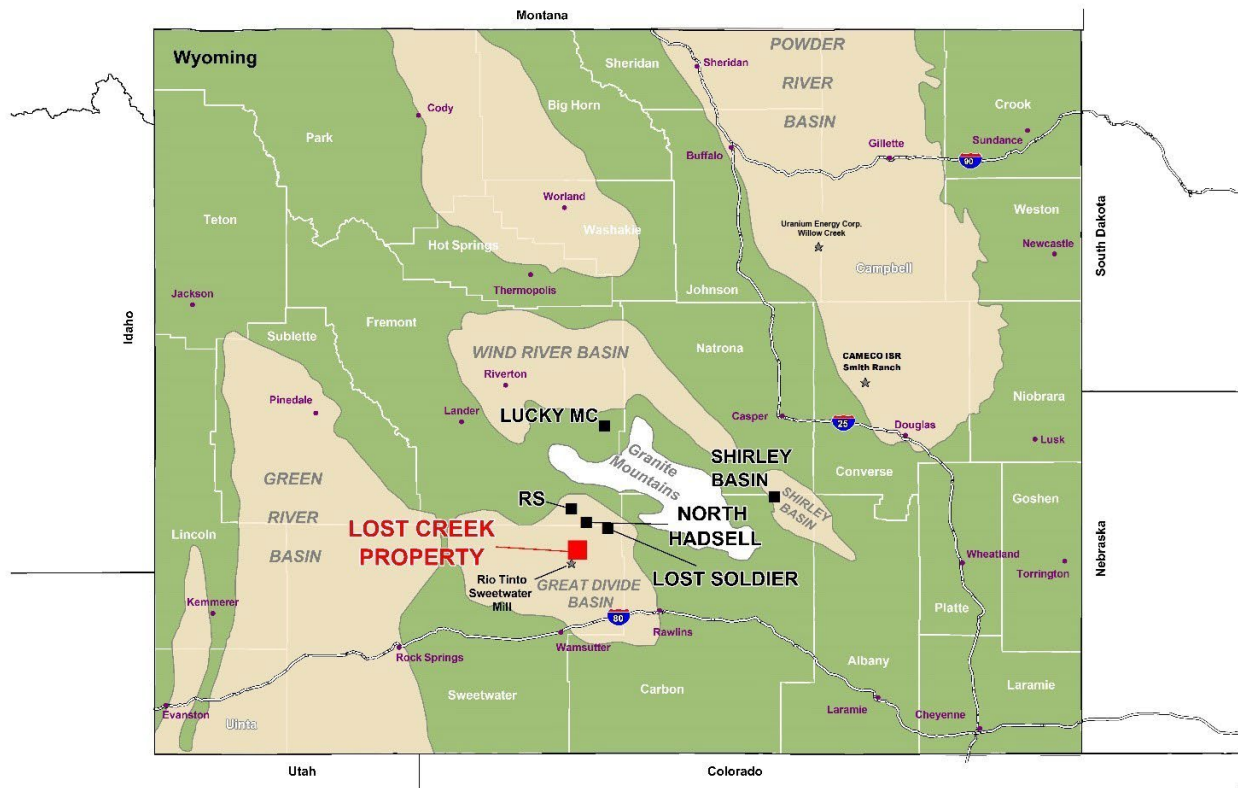 Montana
Wyoming
POWDER
RIVER
BASIN
Sheridan
Sheridan
Big Horn
Cody
Crook
Park
Sundance
Buffalo
Gillette
90
Teton
Worland
Washakie
Weston
Uranium Energy Corp.
Willow Creek
Hot Springs
Newcastle
South Dakota
Campbell
Thermopolis
Johnson
Jackson
Idaho
Fremont
Sublette
WIND RIVER BASIN
Natrona
CAMECO ISR
Smith Ranch
Riverton
Niobrara
Pinedale
Lander
LUCKY MC
Casper
25
Douglas
Lusk
Granite
Mountains
SHIRLEY
BASIN
Converse
GREEN
RIVER
BASIN
RS
SHIRLEY
BASIN
Goshen
NORTH
HADSELL
LOST CREEK
PROPERTY
Lincoln
Wheatland
Torrington
Nebraska
LOST SOLDIER
Rio Tinto
Sweetwater
Mill
GREAT DIVIDE
BASIN
Kemmerer
80
Rawlins
Platte
Wamsutter
Rock Springs
Albany
Sweetwater
Carbon
Laramie
Evanston
Uinta
Laramie
Cheyenne
Utah
Colorado